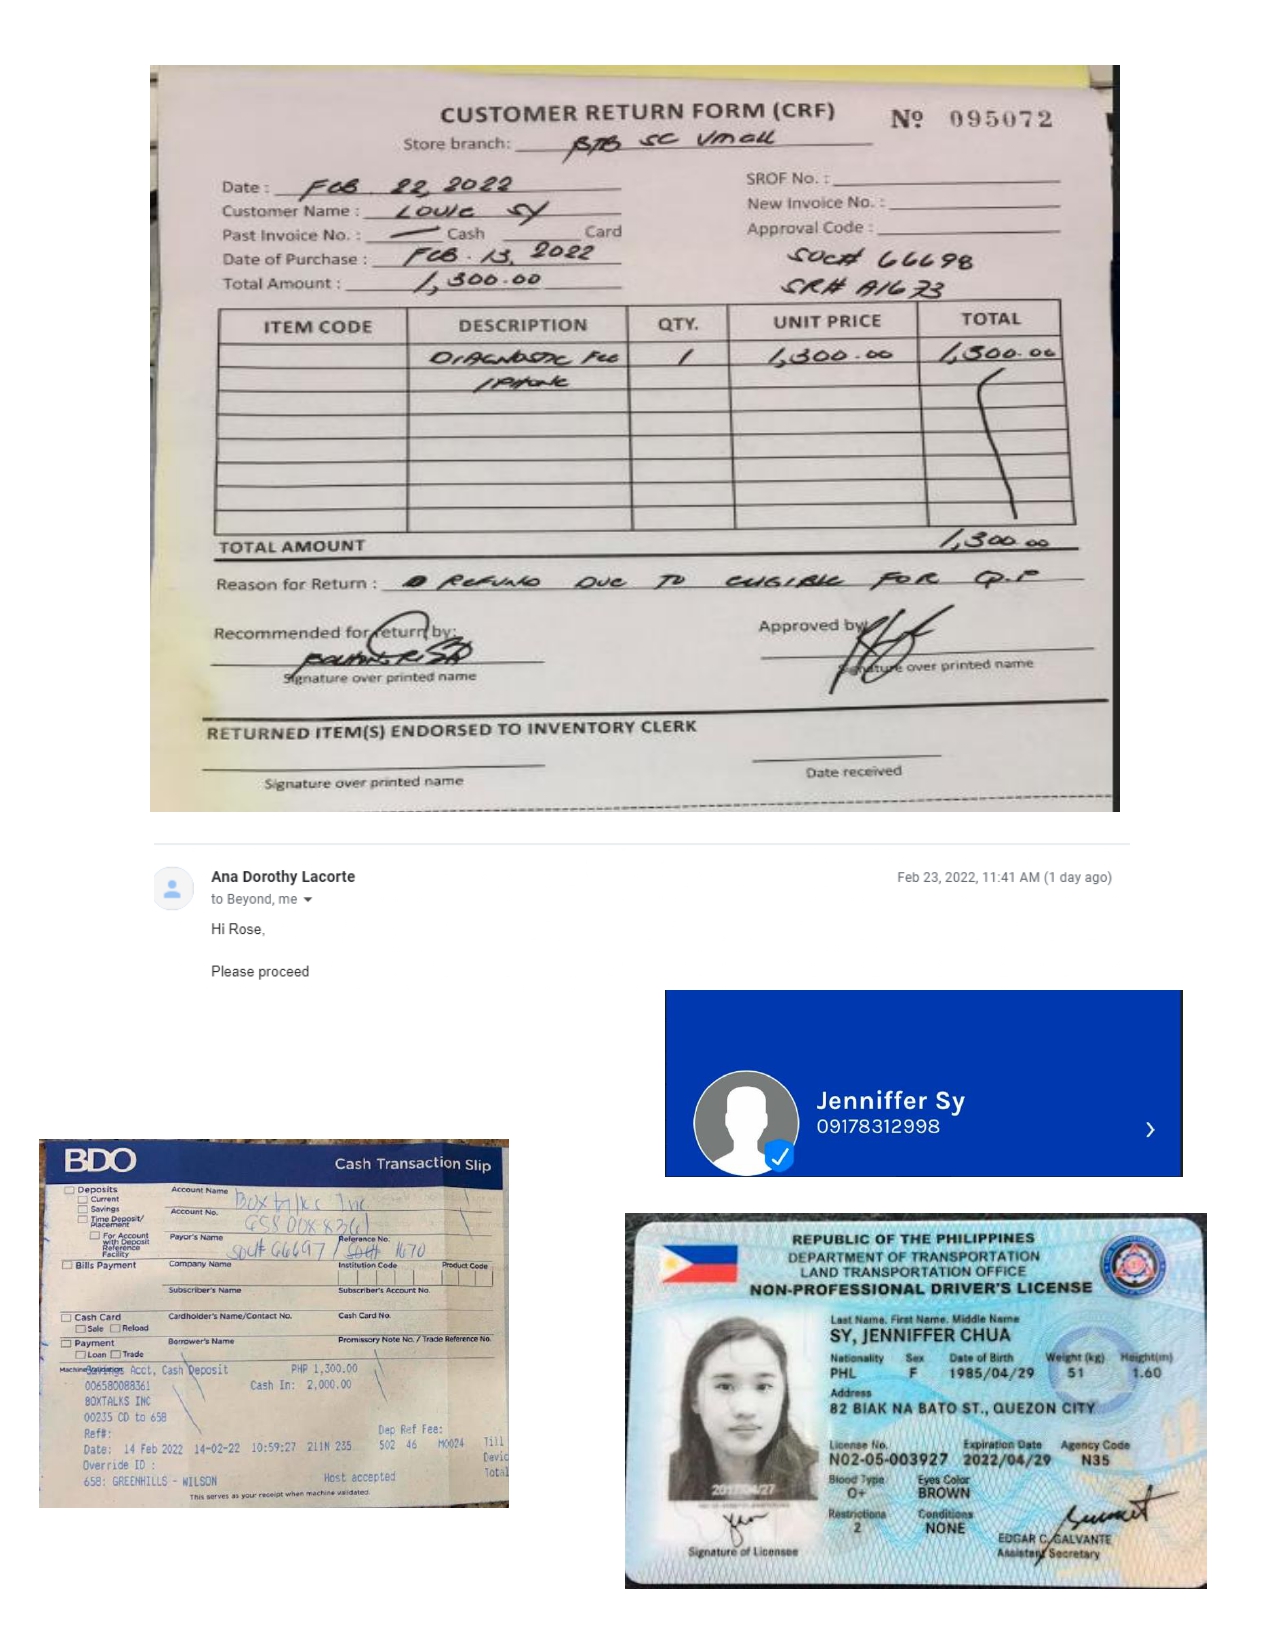 CUSTOMER RETURN FORM (CRF)
Nº 095072
Store branch: BTB SC Vmall
Date : FEB 22, 2022
SROF No. :
Customer Name : LOUIE SY
New Invoice No. :
Past Invoice No. : — Cash Card
Approval Code :
Date of Purchase : FEB. 13, 2022
SOC# 66698
Total Amount : 1,300.00
SR# A1673
ITEM CODE DESCRIPTION QTY. UNIT PRICE TOTAL
DIAGNOSTIC FEE 1 1,300.00 1,300.00
IPHONE
TOTAL AMOUNT 1,300.00
Reason for Return : REFUND DUE TO ELIGIBLE FOR Q.P
Recommended for return by:
Approved by
Signature over printed name
Signature over printed name
RETURNED ITEM(S) ENDORSED TO INVENTORY CLERK
Signature over printed name
Date received
Ana Dorothy Lacorte
Feb 23, 2022, 11:41 AM (1 day ago)
to Beyond, me
Hi Rose,
Please proceed
Jenniffer Sy
09178312998
BDO
Cash Transaction Slip
Deposits
Current
Savings
Time Deposit/
Placement
For Account
with Deposit
Reference
Facility
Account Name Boxtalks Inc
Account No.
Payor's Name SOC# 66697 /
Reference No. 1670
Bills Payment
Company Name
Institution Code
Product Code
Subscriber's Name
Subscriber's Account No.
Cash Card
Sale Reload
Cardholder's Name/Contact No.
Cash Card No.
Payment
Loan Trade
Borrower's Name
Promissory Note No. / Trade Reference No.
Machine Validation
Savings Acct, Cash Deposit PHP 1,300.00
006580088361 Cash In: 2,000.00
BOXTALKS INC
00235 CD to 658
Ref#: Dep Ref Fee:
Date: 14 Feb 2022 14-02-22 10:59:27 211N 235 502 46 M0024 Till
Override ID : Devic
658: GREENHILLS - WILSON Host accepted Total
This serves as your receipt when machine validated.
REPUBLIC OF THE PHILIPPINES
DEPARTMENT OF TRANSPORTATION
LAND TRANSPORTATION OFFICE
NON-PROFESSIONAL DRIVER'S LICENSE
Last Name. First Name. Middle Name
SY, JENNIFFER CHUA
Nationality Sex Date of Birth Weight (kg) Height(m)
PHL F 1985/04/29 51 1.60
Address
82 BIAK NA BATO ST., QUEZON CITY
License No. Expiration Date Agency Code
N02-05-003927 2022/04/29 N35
Blood Type Eyes Color
O+ BROWN
Restrictions Conditions
2 NONE
2017/04/27
Signature of Licensee
EDGAR C. GALVANTE
Assistant Secretary